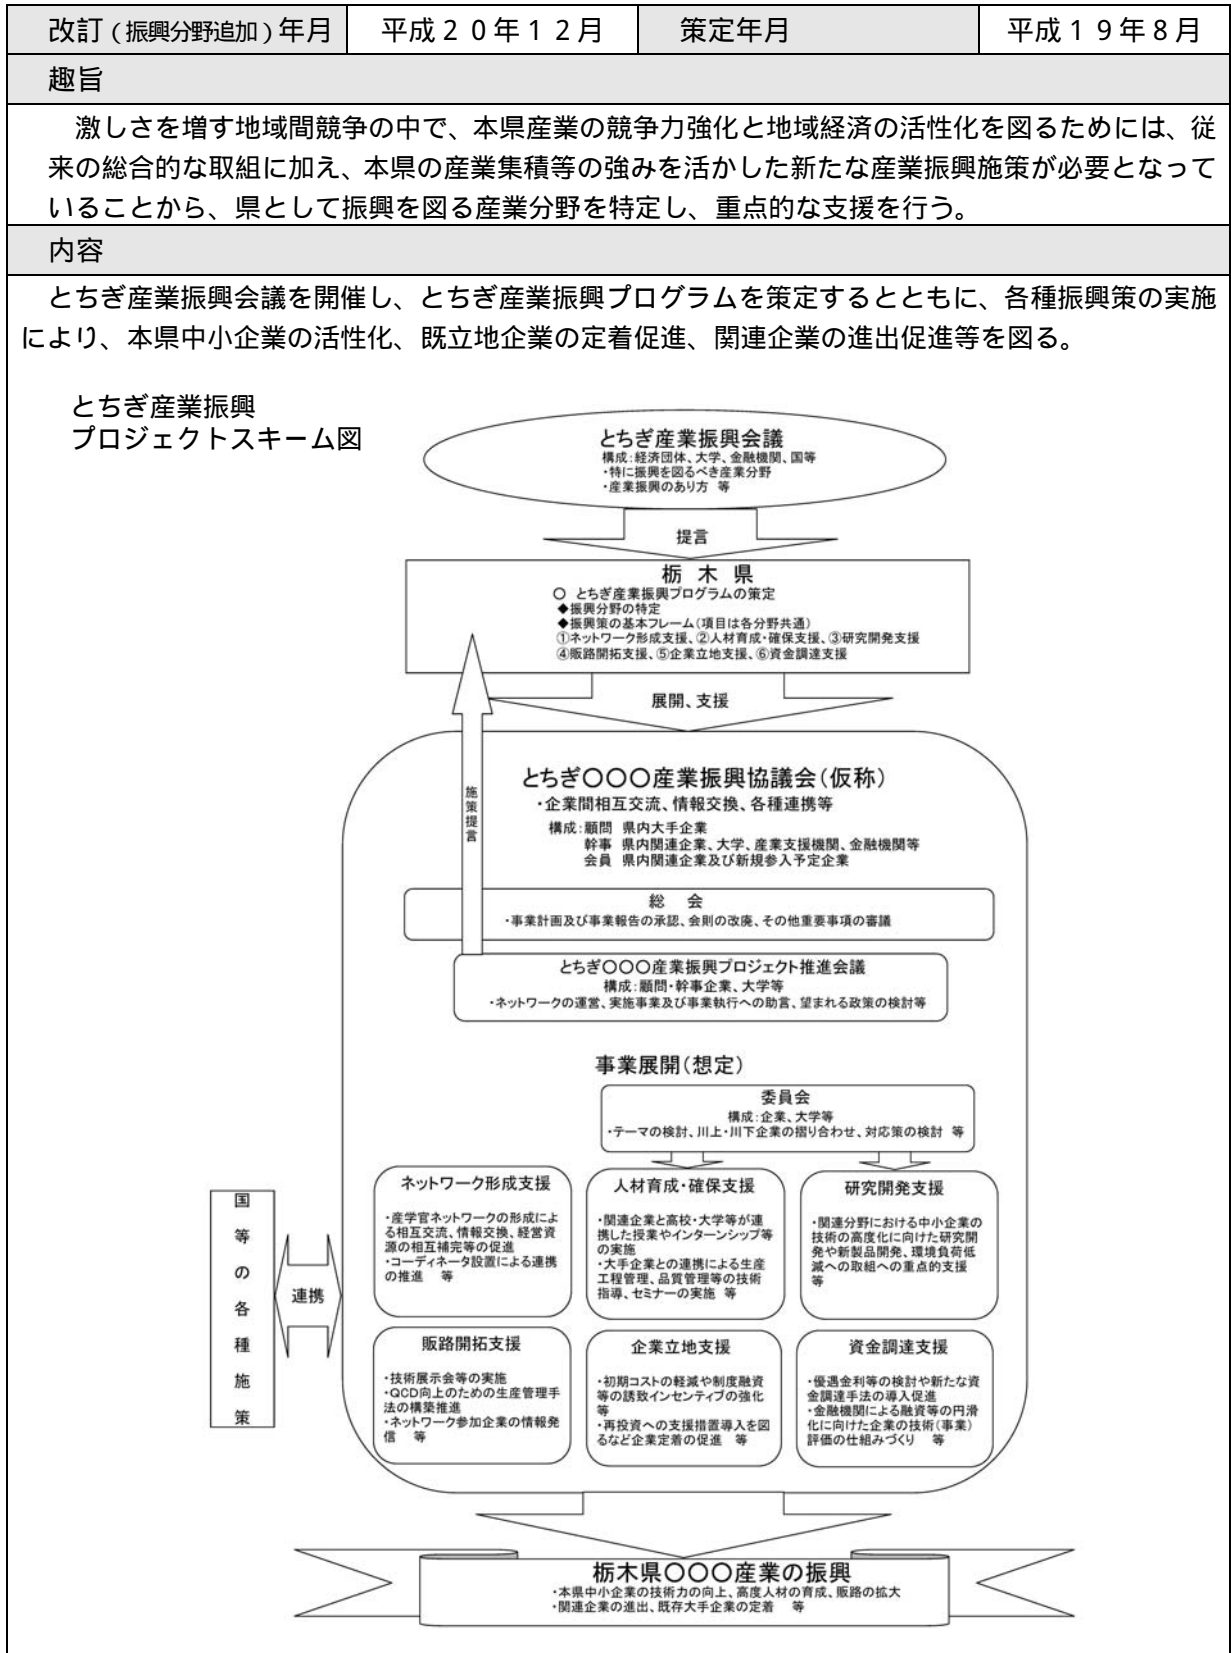 改訂（振興分野追加）年月 平成２０年１２月 策定年月 平成１９年８月
趣旨
激しさを増す地域間競争の中で、本県産業の競争力強化と地域経済の活性化を図るためには、従
来の総合的な取組に加え、本県の産業集積等の強みを活かした新たな産業振興施策が必要となって
いることから、県として振興を図る産業分野を特定し、重点的な支援を行う。
内容
とちぎ産業振興会議を開催し、とちぎ産業振興プログラムを策定するとともに、各種振興策の実施
により、本県中小企業の活性化、既立地企業の定着促進、関連企業の進出促進等を図る。
とちぎ産業振興
プロジェクトスキーム図
とちぎ産業振興会議
構成：経済団体、大学、金融機関、国等
・特に振興を図るべき産業分野
・産業振興のあり方　等
提言
栃　木　県
○　とちぎ産業振興プログラムの策定
◆振興分野の特定
◆振興策の基本フレーム（項目は各分野共通）
①ネットワーク形成支援、②人材育成・確保支援、③研究開発支援
④販路開拓支援、⑤企業立地支援、⑥資金調達支援
展開、支援
施策提言
とちぎ〇〇〇産業振興協議会（仮称）
・企業間相互交流、情報交換、各種連携等
構成：顧問　県内大手企業
幹事　県内関連企業、大学、産業支援機関、金融機関等
会員　県内関連企業及び新規参入予定企業
総　会
・事業計画及び事業報告の承認、会則の改廃、その他重要事項の審議
とちぎ〇〇〇産業振興プロジェクト推進会議
構成：顧問・幹事企業、大学等
・ネットワークの運営、実施事業及び事業執行への助言、望まれる政策の検討等
事業展開（想定）
委員会
構成：企業、大学等
・テーマの検討、川上・川下企業の摺り合わせ、対応策の検討　等
国等の各種施策
連携
ネットワーク形成支援
・産学官ネットワークの形成によ
る相互交流、情報交換、経営資
源の相互補完等の促進
・コーディネータ設置による連携
の推進　等
人材育成・確保支援
・関連企業と高校・大学等が連
携した授業やインターンシップ等
の実施
・大手企業との連携による生産
工程管理、品質管理等の技術
指導、セミナーの実施　等
研究開発支援
・関連分野における中小企業の
技術の高度化に向けた研究開
発や新製品開発、環境負荷低
減への取組への重点的支援
等
販路開拓支援
・技術展示会等の実施
・QCD向上のための生産管理手
法の構築推進
・ネットワーク参加企業の情報発
信　等
企業立地支援
・初期コストの軽減や制度融資
等の誘致インセンティブの強化
等
・再投資への支援措置導入を図
るなど企業定着の促進　等
資金調達支援
・優遇金利等の検討や新たな資
金調達手法の導入促進
・金融機関による融資等の円滑
化に向けた企業の技術（事業）
評価の仕組みづくり　等
栃木県〇〇〇産業の振興
・本県中小企業の技術力の向上、高度人材の育成、販路の拡大
・関連企業の進出、既存大手企業の定着　等